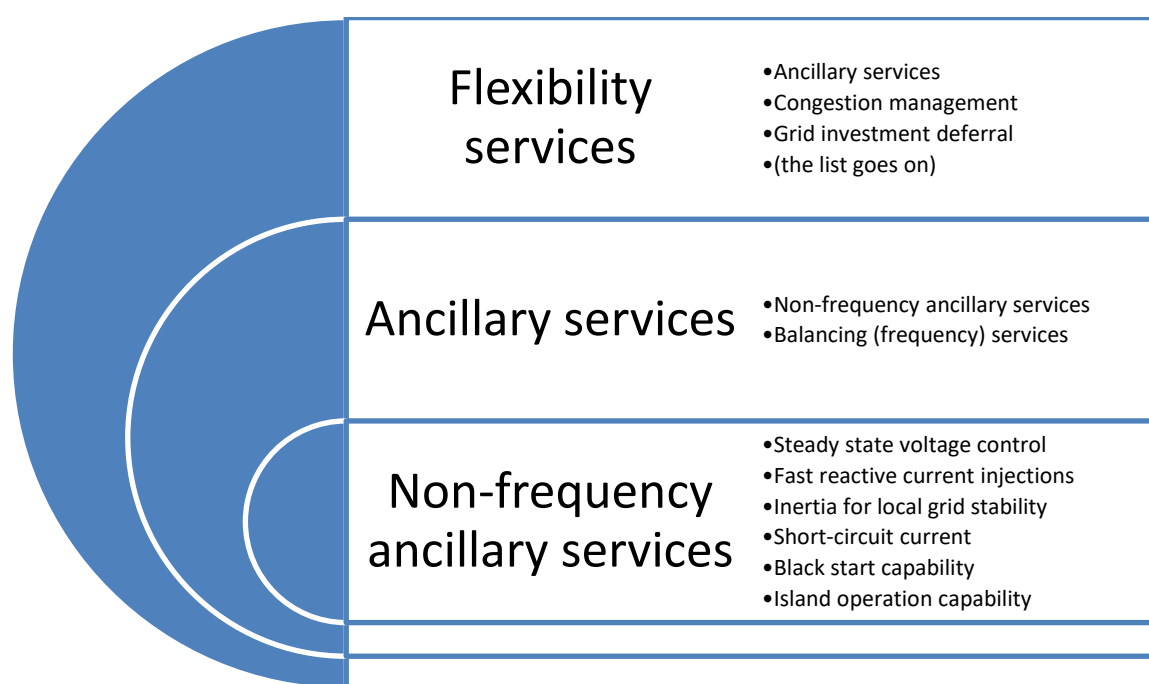 Flexibility
services
•Ancillary services
•Congestion management
•Grid investment deferral
•(the list goes on)
Ancillary services
•Non-frequency ancillary services
•Balancing (frequency) services
Non-frequency
ancillary services
•Steady state voltage control
•Fast reactive current injections
•Inertia for local grid stability
•Short-circuit current
•Black start capability
•Island operation capability